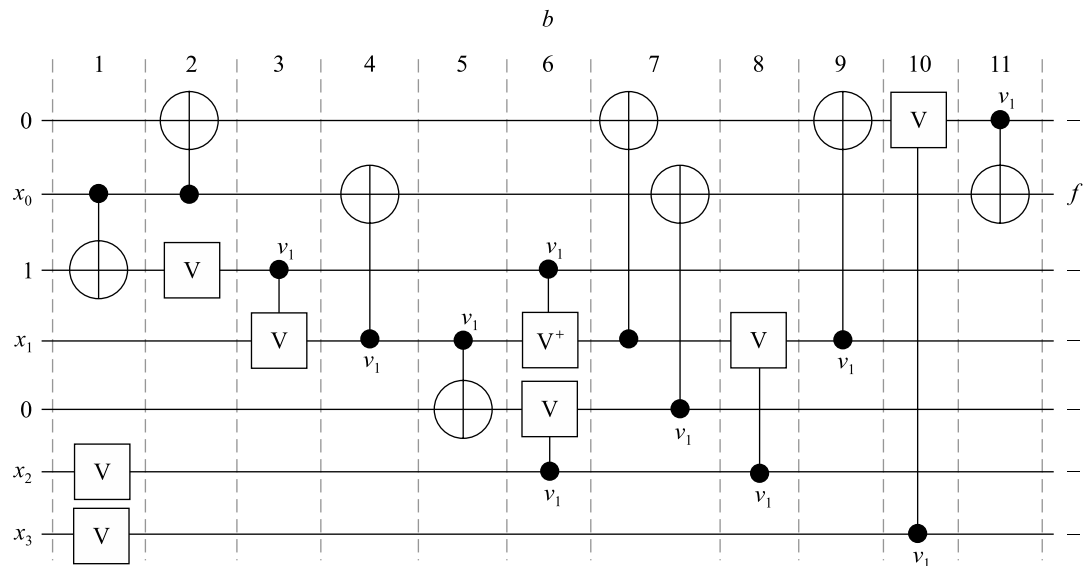 b
1 2 3 4 5 6 7 8 9 10 11
v₁
0 V
x₀ f
v₁ v₁
1 V
v₁
x₁ V V⁺ V
v₁ v₁
0 V
v₁
x₂ V
v₁ v₁
x₃ V
v₁